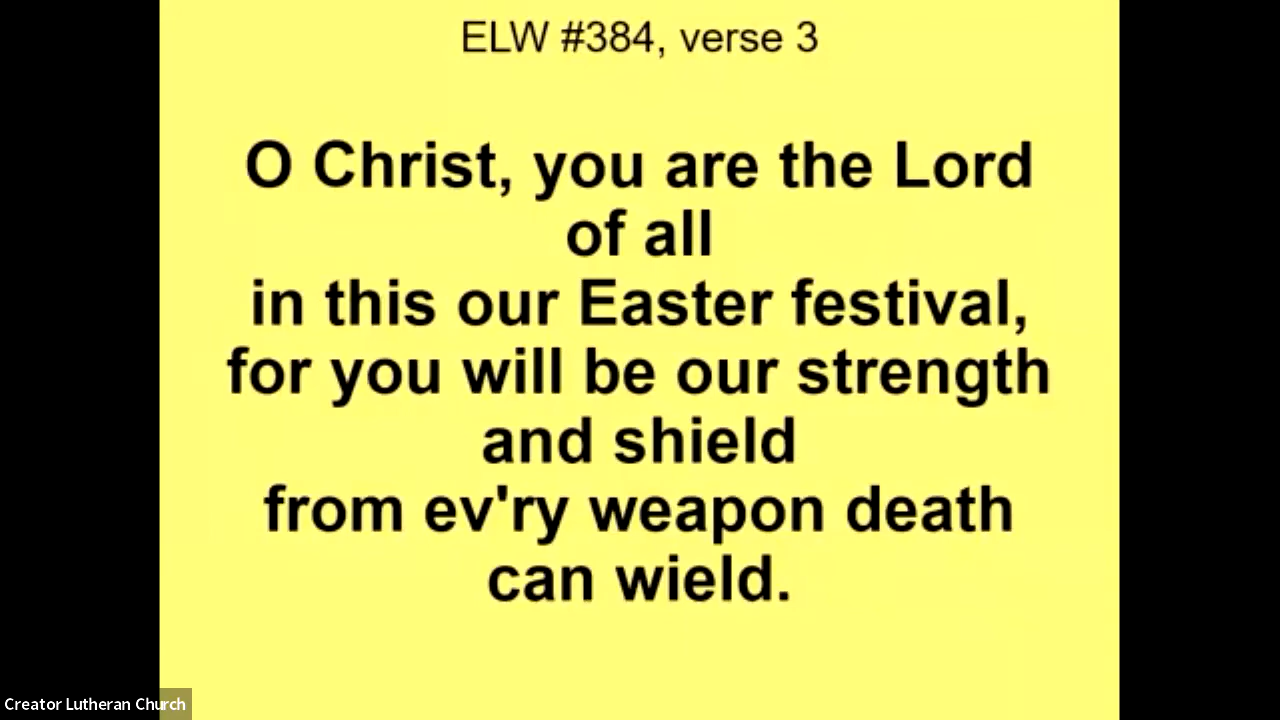 ELW #384, verse 3
O Christ, you are the Lord
of all
in this our Easter festival,
for you will be our strength
and shield
from ev'ry weapon death
can wield.
Creator Lutheran Church